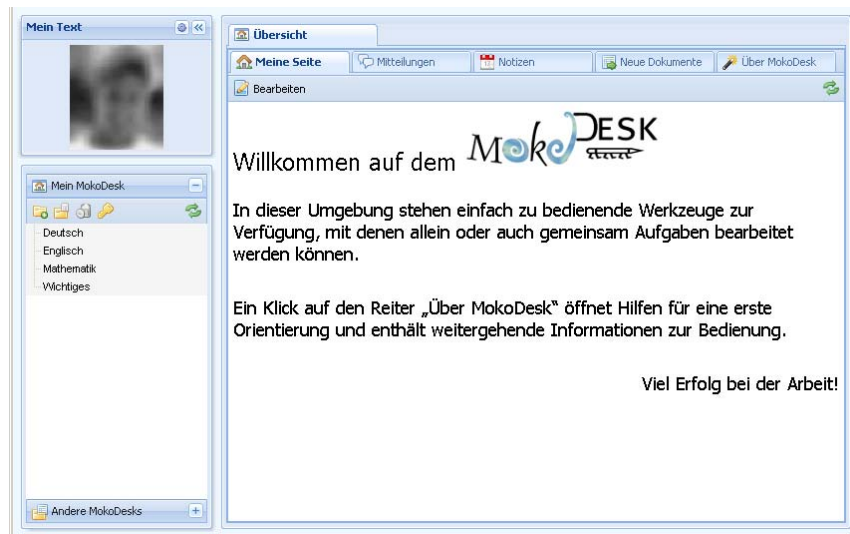 Mein Text
Mein MokoDesk
Deutsch
Englisch
Mathematik
Wichtiges
Andere MokoDesks
Übersicht
Meine Seite
Mitteilungen
Notizen
Neue Dokumente
Über MokoDesk
Bearbeiten
Willkommen auf dem MokoDESK
In dieser Umgebung stehen einfach zu bedienende Werkzeuge zur
Verfügung, mit denen allein oder auch gemeinsam Aufgaben bearbeitet
werden können.
Ein Klick auf den Reiter „Über MokoDesk“ öffnet Hilfen für eine erste
Orientierung und enthält weitergehende Informationen zur Bedienung.
Viel Erfolg bei der Arbeit!